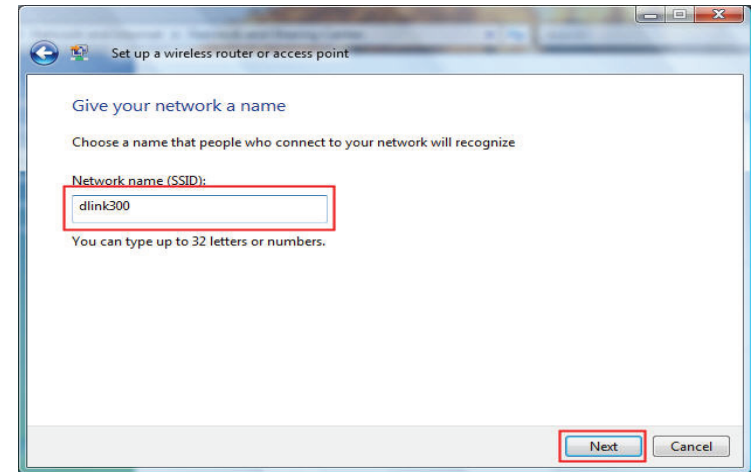 Set up a wireless router or access point
Give your network a name
Choose a name that people who connect to your network will recognize
Network name (SSID):
dlink300
You can type up to 32 letters or numbers.
Next Cancel